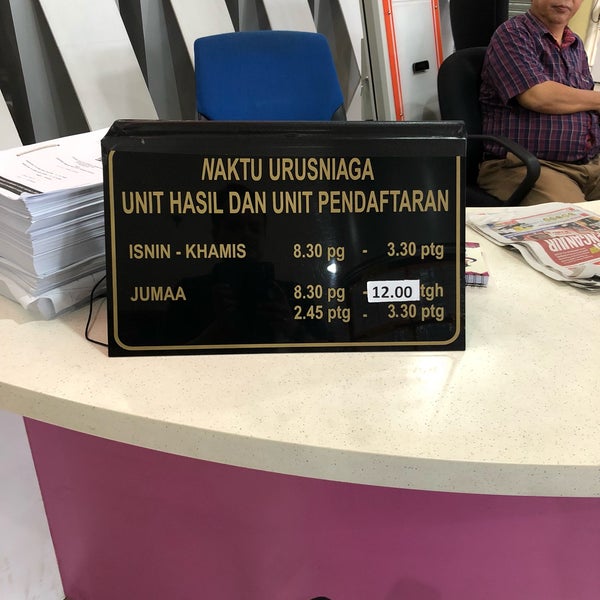 WAKTU URUSNIAGA
UNIT HASIL DAN UNIT PENDAFTARAN
ISNIN - KHAMIS 8.30 pg - 3.30 ptg
JUMAA 8.30 pg - 12.00 tgh
2.45 ptg - 3.30 ptg